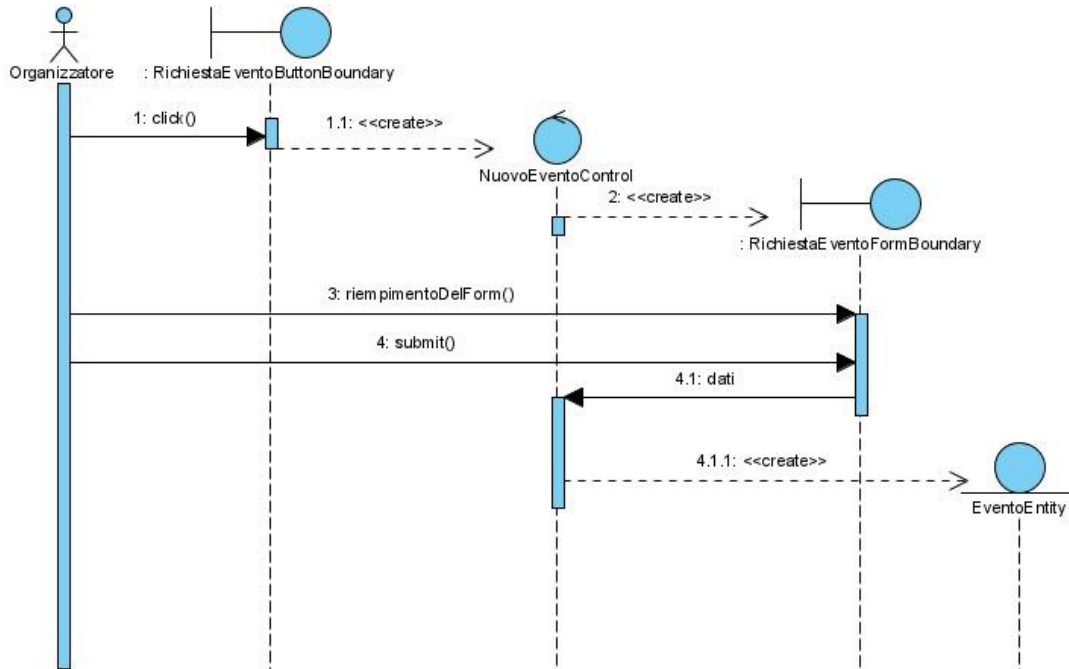 Organizzatore
: RichiestaEventoButtonBoundary
1: click()
1.1: <<create>>
NuovoEventoControl
2: <<create>>
: RichiestaEventoFormBoundary
3: riempimentoDelForm()
4: submit()
4.1: dati
4.1.1: <<create>>
EventoEntity